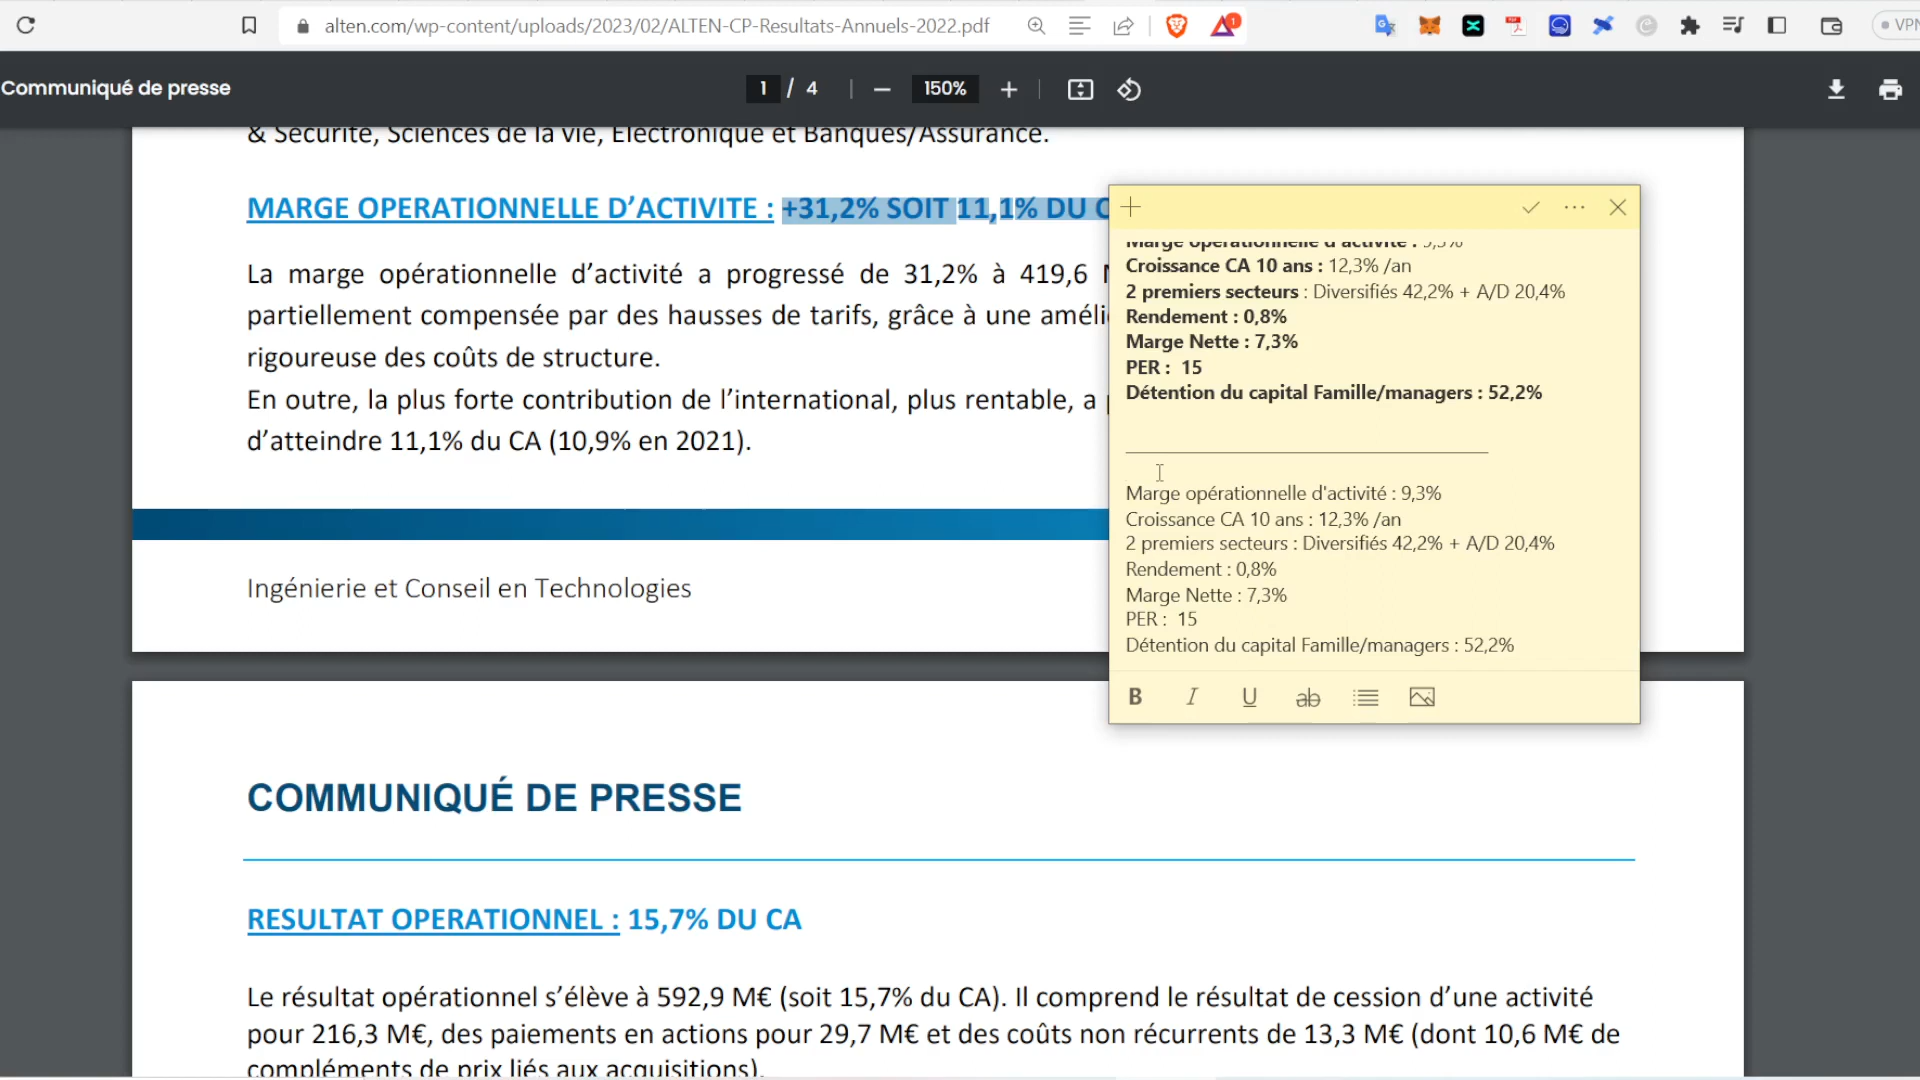 alten.com/wp-content/uploads/2023/02/ALTEN-CP-Resultats-Annuels-2022.pdf
1
VPN
Communiqué de presse
1 / 4
150%
& Sécurité, Sciences de la vie, Electronique et Banques/Assurance.
MARGE OPERATIONNELLE D’ACTIVITE : +31,2% SOIT 11,1% DU C
La marge opérationnelle d’activité a progressé de 31,2% à 419,6
partiellement compensée par des hausses de tarifs, grâce à une améli
rigoureuse des coûts de structure.
En outre, la plus forte contribution de l’international, plus rentable, a
d’atteindre 11,1% du CA (10,9% en 2021).
Ingénierie et Conseil en Technologies
Marge opérationnelle d'activité : 9,3%
Croissance CA 10 ans : 12,3% /an
2 premiers secteurs : Diversifiés 42,2% + A/D 20,4%
Rendement : 0,8%
Marge Nette : 7,3%
PER : 15
Détention du capital Famille/managers : 52,2%
Marge opérationnelle d'activité : 9,3%
Croissance CA 10 ans : 12,3% /an
2 premiers secteurs : Diversifiés 42,2% + A/D 20,4%
Rendement : 0,8%
Marge Nette : 7,3%
PER : 15
Détention du capital Famille/managers : 52,2%
B I U ab
COMMUNIQUÉ DE PRESSE
RESULTAT OPERATIONNEL : 15,7% DU CA
Le résultat opérationnel s’élève à 592,9 M€ (soit 15,7% du CA). Il comprend le résultat de cession d’une activité
pour 216,3 M€, des paiements en actions pour 29,7 M€ et des coûts non récurrents de 13,3 M€ (dont 10,6 M€ de
compléments de prix liés aux acquisitions).